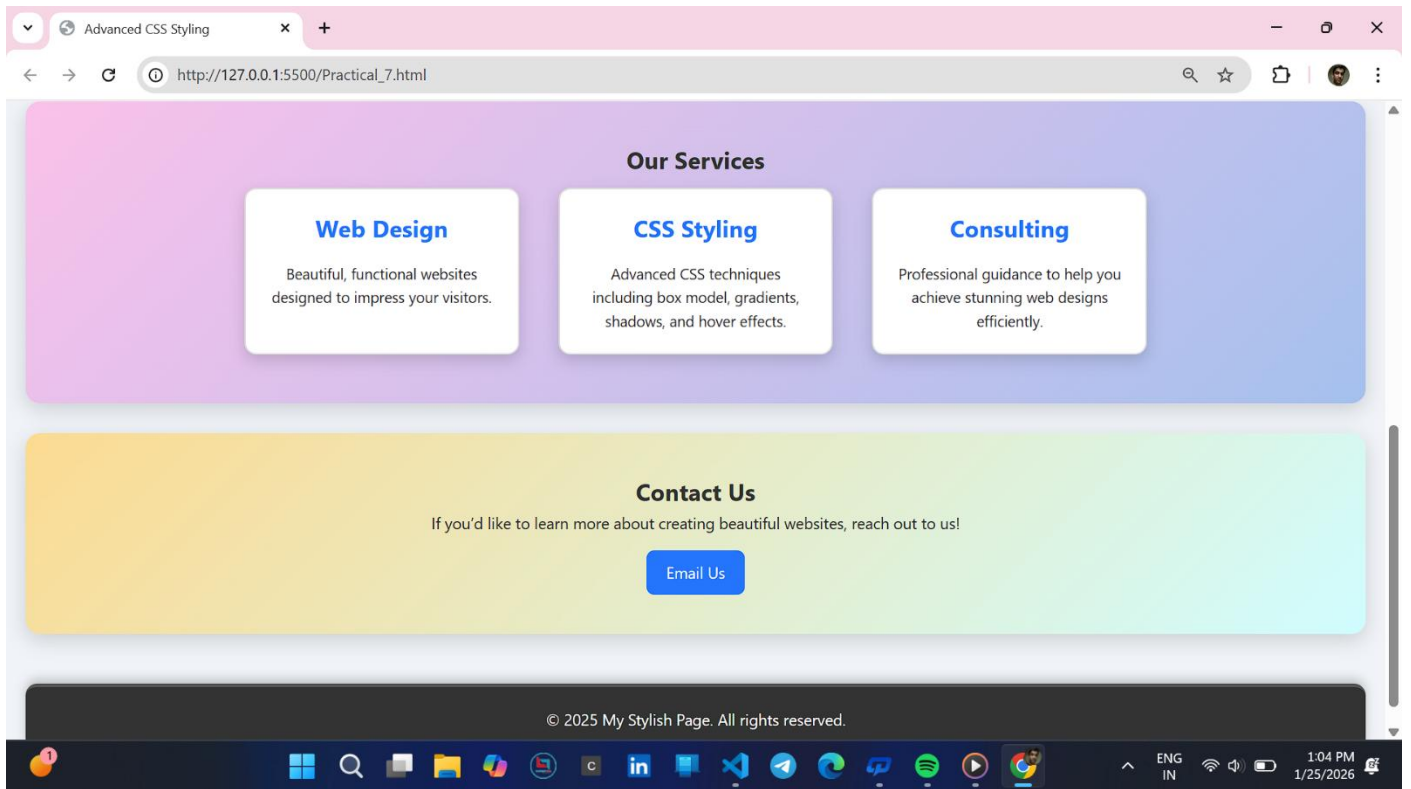 Advanced CSS Styling
http://127.0.0.1:5500/Practical_7.html
Our Services
Web Design
Beautiful, functional websites
designed to impress your visitors.
CSS Styling
Advanced CSS techniques
including box model, gradients,
shadows, and hover effects.
Consulting
Professional guidance to help you
achieve stunning web designs
efficiently.
Contact Us
If you’d like to learn more about creating beautiful websites, reach out to us!
Email Us
© 2025 My Stylish Page. All rights reserved.
1
C
in
ENG
IN
1:04 PM
1/25/2026